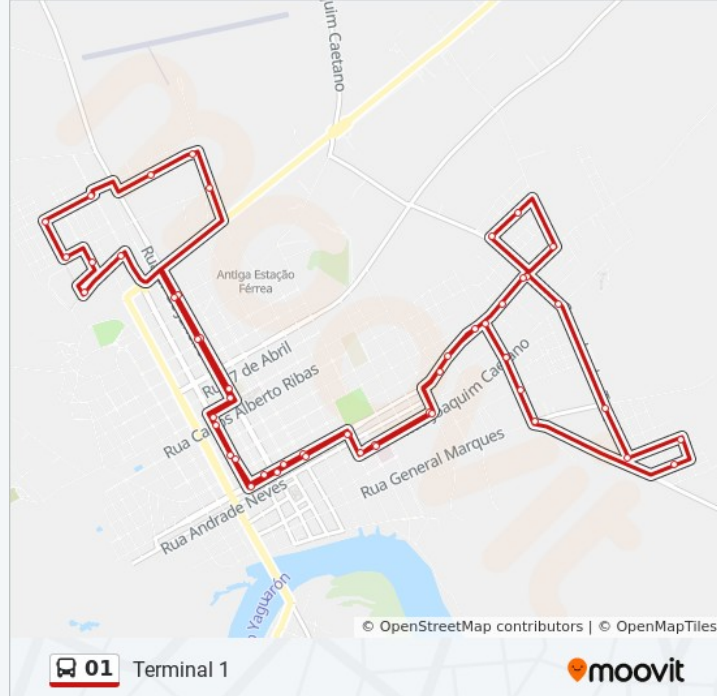 uim Caetano
Antiga Estação
Férrea
7 de Abril
Rua Carlos Alberto Ribas
Joaquim Caetano
Rua General Marques
Rua Andrade Neves
Yaguarón
© OpenStreetMap contributors | © OpenMapTiles
01 Terminal 1
moovit